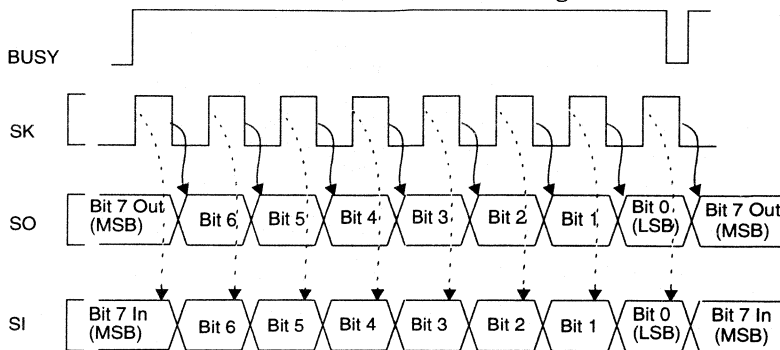 BUSY
SK
SO
Bit 7 Out
(MSB)
Bit 6
Bit 5
Bit 4
Bit 3
Bit 2
Bit 1
Bit 0
(LSB)
Bit 7 Out
(MSB)
SI
Bit 7 In
(MSB)
Bit 6
Bit 5
Bit 4
Bit 3
Bit 2
Bit 1
Bit 0
(LSB)
Bit 7 In
(MSB)